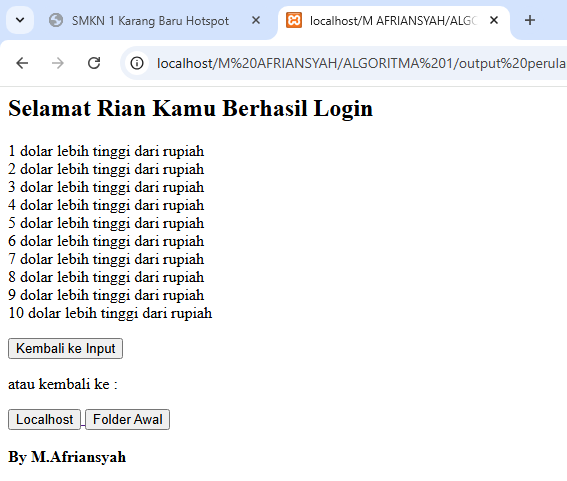 SMKN 1 Karang Baru Hotspot
localhost/M AFRIANSYAH/ALGO
localhost/M%20AFRIANSYAH/ALGORITMA%201/output%20perula
Selamat Rian Kamu Berhasil Login
1 dolar lebih tinggi dari rupiah
2 dolar lebih tinggi dari rupiah
3 dolar lebih tinggi dari rupiah
4 dolar lebih tinggi dari rupiah
5 dolar lebih tinggi dari rupiah
6 dolar lebih tinggi dari rupiah
7 dolar lebih tinggi dari rupiah
8 dolar lebih tinggi dari rupiah
9 dolar lebih tinggi dari rupiah
10 dolar lebih tinggi dari rupiah
Kembali ke Input
atau kembali ke :
Localhost Folder Awal
By M.Afriansyah